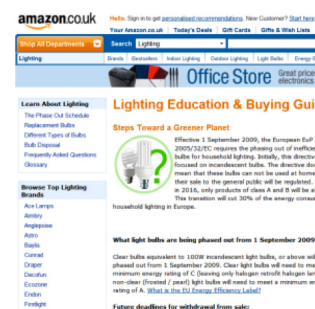 amazon.co.uk
Hello. Sign in to get personalised recommendations. New Customer? Start here
Your Amazon.co.uk Today's Deals Gift Cards Gifts & Wish Lists
Shop All Departments Search Lighting
Lighting Brands Bestsellers Indoor Lighting Outdoor Lighting Light Bulbs Energy
Office Store Great price
electronics
Learn About Lighting
The Phase Out Schedule
Replacement Bulbs
Different Types of Bulbs
Bulb Disposal
Frequently Asked Questions
Glossary
Browse Top Lighting
Brands
Ace Lamps
Aimbry
Anglepoise
Astro
Baylis
Conrad
Draper
Decofun
Ecozone
Endon
Firelight
Lighting Education & Buying Gui
Steps Toward a Greener Planet
Effective 1 September 2009, the European EuP
2005/32/EC requires the phasing out of inefficie
bulbs for household lighting. Initially, this directiv
focused on incandescent bulbs. The directive do
mean that these bulbs can not be used at home
their sale to the general public will be regulated.
in 2016, only products of class A and B will be a
This transition will cut 30% of the energy consu
household lighting in Europe.
What light bulbs are being phased out from 1 September 2009
Clear bulbs equivalent to 100W incandescent light bulbs, or above wil
phased out from 1 September 2009. Clear light bulbs will need to me
minimum energy rating of C (leaving only halogen retrofit halogen lam
non-clear (frosted / pearl) light bulbs will need to meet a minimum en
rating of A. What is the EU Energy Efficiency Label?
Future deadlines for withdrawal from sale: